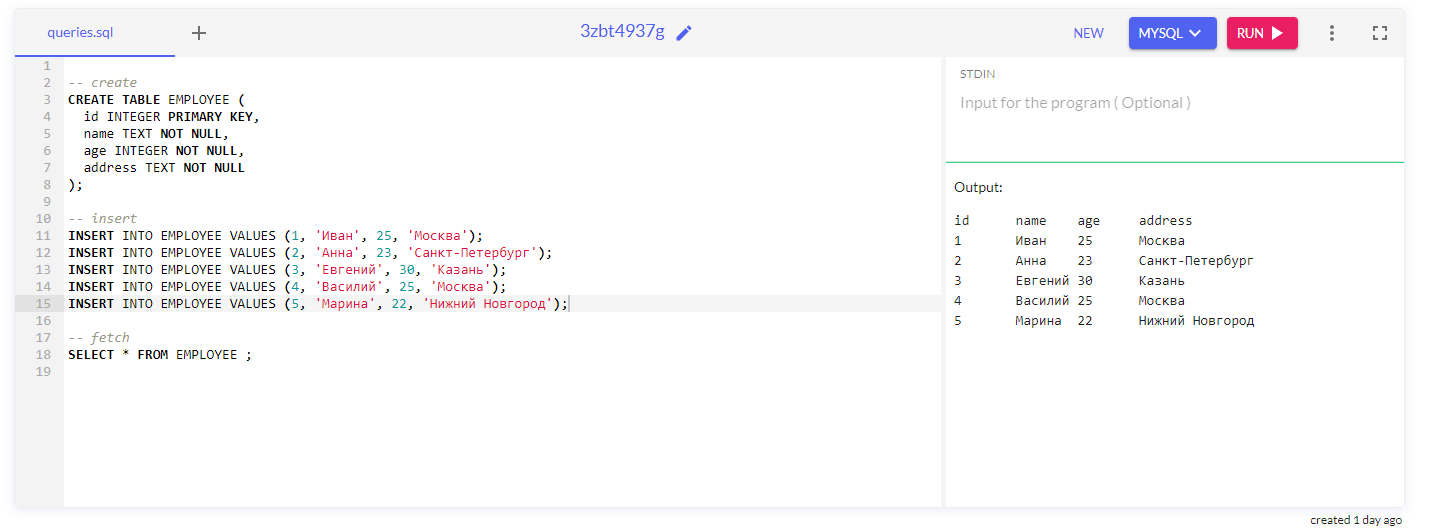 queries.sql
+
3zbt4937g
NEW
MYSQL
RUN
1
2 -- create
3 CREATE TABLE EMPLOYEE (
4   id INTEGER PRIMARY KEY,
5   name TEXT NOT NULL,
6   age INTEGER NOT NULL,
7   address TEXT NOT NULL
8 );
9
10 -- insert
11 INSERT INTO EMPLOYEE VALUES (1, 'Иван', 25, 'Москва');
12 INSERT INTO EMPLOYEE VALUES (2, 'Анна', 23, 'Санкт-Петербург');
13 INSERT INTO EMPLOYEE VALUES (3, 'Евгений', 30, 'Казань');
14 INSERT INTO EMPLOYEE VALUES (4, 'Василий', 25, 'Москва');
15 INSERT INTO EMPLOYEE VALUES (5, 'Марина', 22, 'Нижний Новгород');
16
17 -- fetch
18 SELECT * FROM EMPLOYEE ;
19
STDIN
Input for the program ( Optional )
Output:
id name age address
1 Иван 25 Москва
2 Анна 23 Санкт-Петербург
3 Евгений 30 Казань
4 Василий 25 Москва
5 Марина 22 Нижний Новгород
created 1 day ago